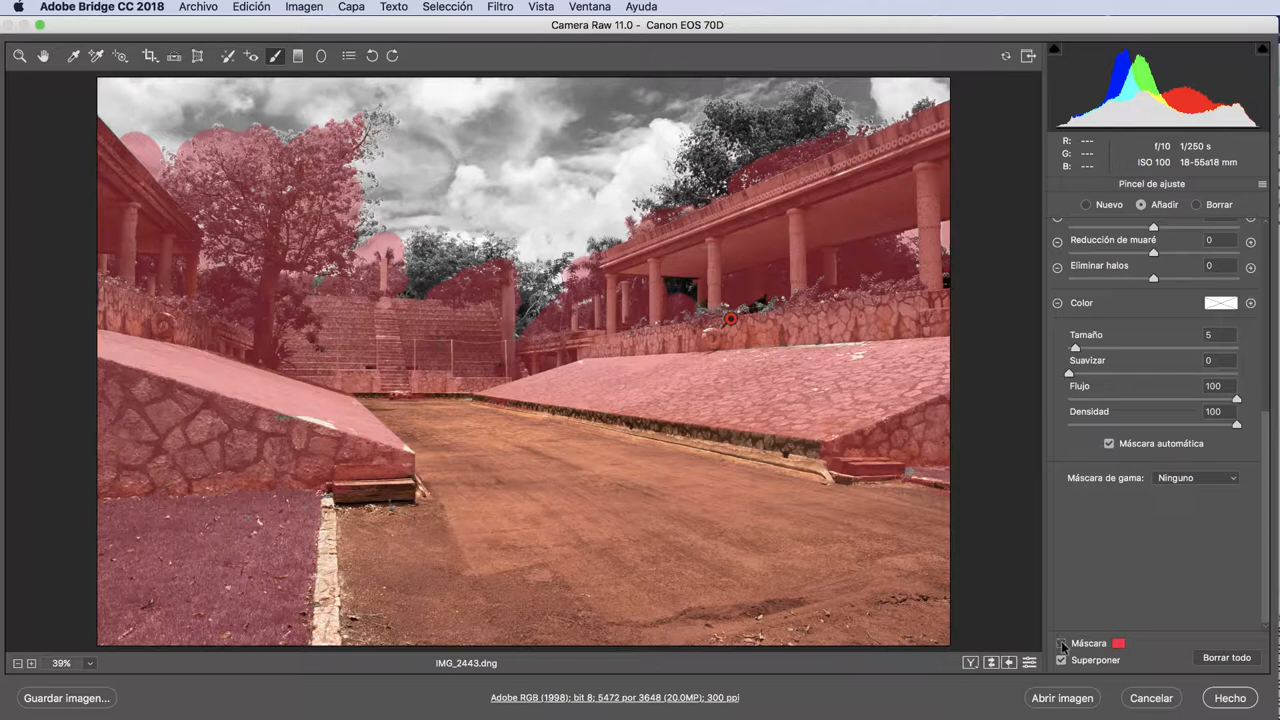 Adobe Bridge CC 2018 Archivo Edición Imagen Capa Texto Selección Filtro Vista Ventana Ayuda
Camera Raw 11.0 - Canon EOS 70D
R: ---
G: ---
B: ---
f/10 1/250 s
ISO 100 18-55a18 mm
Pincel de ajuste
Nuevo Añadir Borrar
Reducción de muaré 0
Eliminar halos 0
Color
Tamaño 5
Suavizar 0
Flujo 100
Densidad 100
Máscara automática
Máscara de gama: Ninguno
Máscara
Superponer
Borrar todo
39%
IMG_2443.dng
Guardar imagen...
Adobe RGB (1998); bit 8; 5472 por 3648 (20.0MP); 300 ppi
Abrir imagen Cancelar Hecho